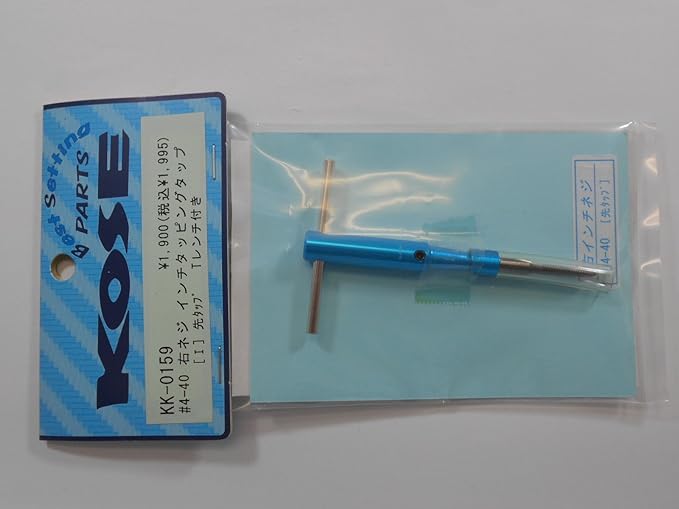 Best Setting
PARTS
KOSE
¥1,900(税込¥1,995)
KK-0159
#4-40 右ネジ インチタッピングタップ
[I] 先ﾀｯﾌﾟ Tレンチ付き
右インチネジ
4-40 [先ﾀｯﾌﾟ]